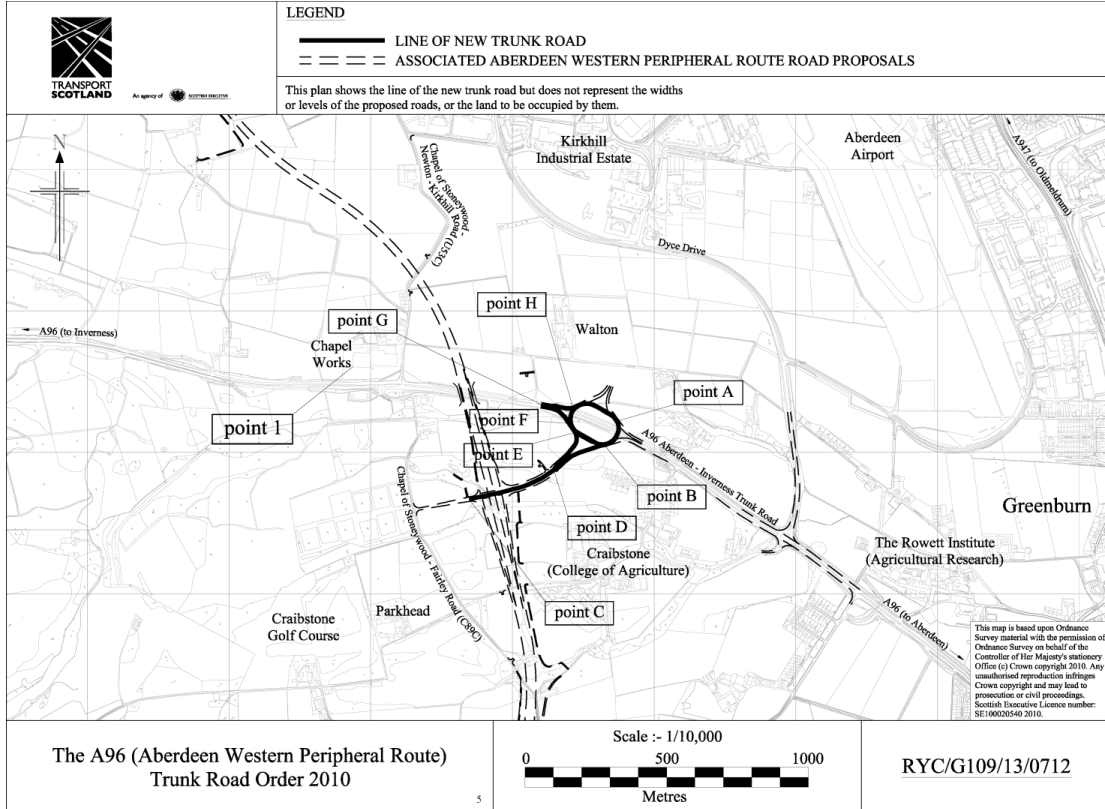 TRANSPORT
SCOTLAND
An agency of
SCOTTISH EXECUTIVE
LEGEND
LINE OF NEW TRUNK ROAD
ASSOCIATED ABERDEEN WESTERN PERIPHERAL ROUTE ROAD PROPOSALS
This plan shows the line of the new trunk road but does not represent the widths
or levels of the proposed roads, or the land to be occupied by them.
N
Chapel of Stoneywood -
Newton - Kirkhill Road (U53C)
Kirkhill
Industrial Estate
Aberdeen
Airport
A947 (to Oldmeldrum)
Dyce Drive
point H
point G
Walton
A96 (to Inverness)
Chapel
Works
point A
point 1
point F
A96 Aberdeen - Inverness Trunk Road
point E
point B
Chapel of Stoneywood - Fairley Road (C89C)
Greenburn
point D
Craibstone
(College of Agriculture)
The Rowett Institute
(Agricultural Research)
point C
Parkhead
Craibstone
Golf Course
A96 (to Aberdeen)
This map is based upon Ordnance
Survey material with the permission of
Ordnance Survey on behalf of the
Controller of Her Majesty's stationery
Office (c) Crown copyright 2010. Any
unauthorised reproduction infringes
Crown copyright and may lead to
prosecution or civil proceedings.
Scottish Executive Licence number:
SE100020540 2010.
The A96 (Aberdeen Western Peripheral Route)
Trunk Road Order 2010
5
Scale :- 1/10,000
0 500 1000
Metres
RYC/G109/13/0712